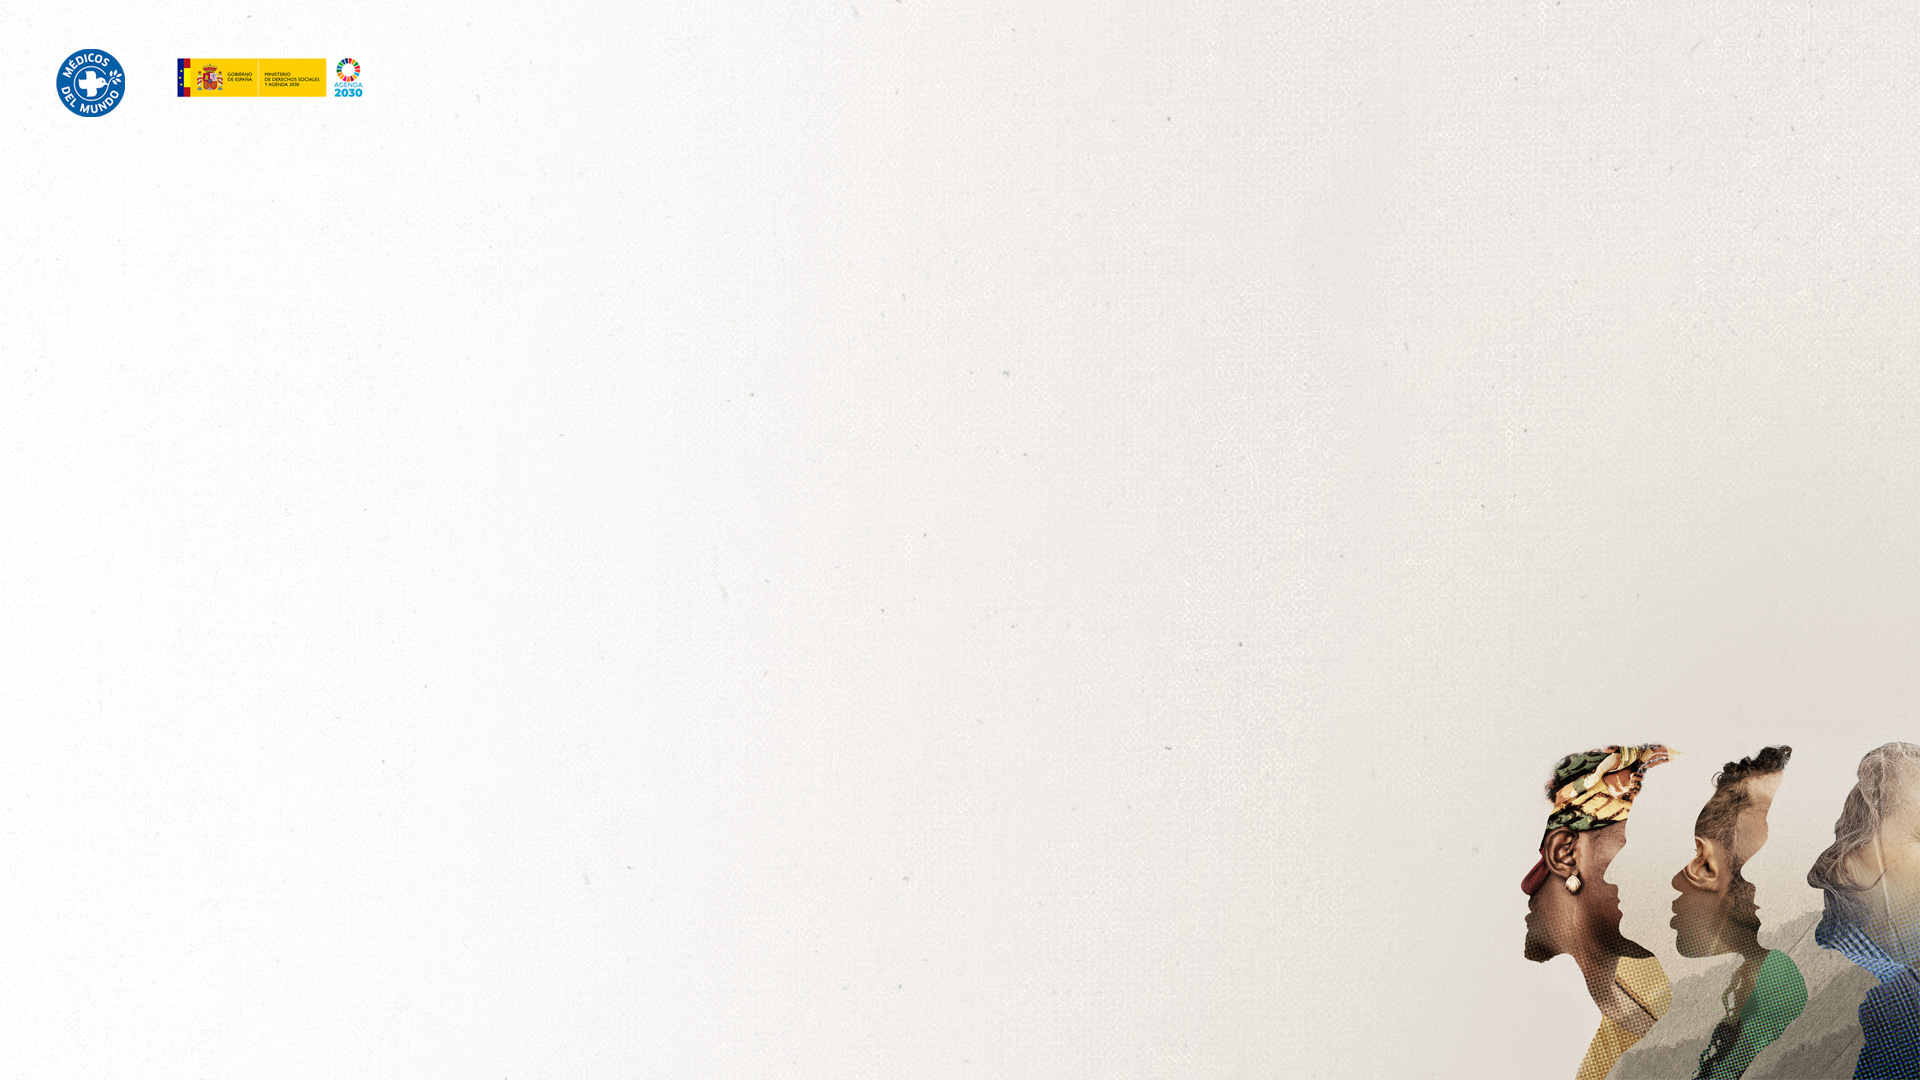 MÉDICOS
DEL MUNDO
GOBIERNO
DE ESPAÑA
MINISTERIO
DE DERECHOS SOCIALES
Y AGENDA 2030
AGENDA
2030